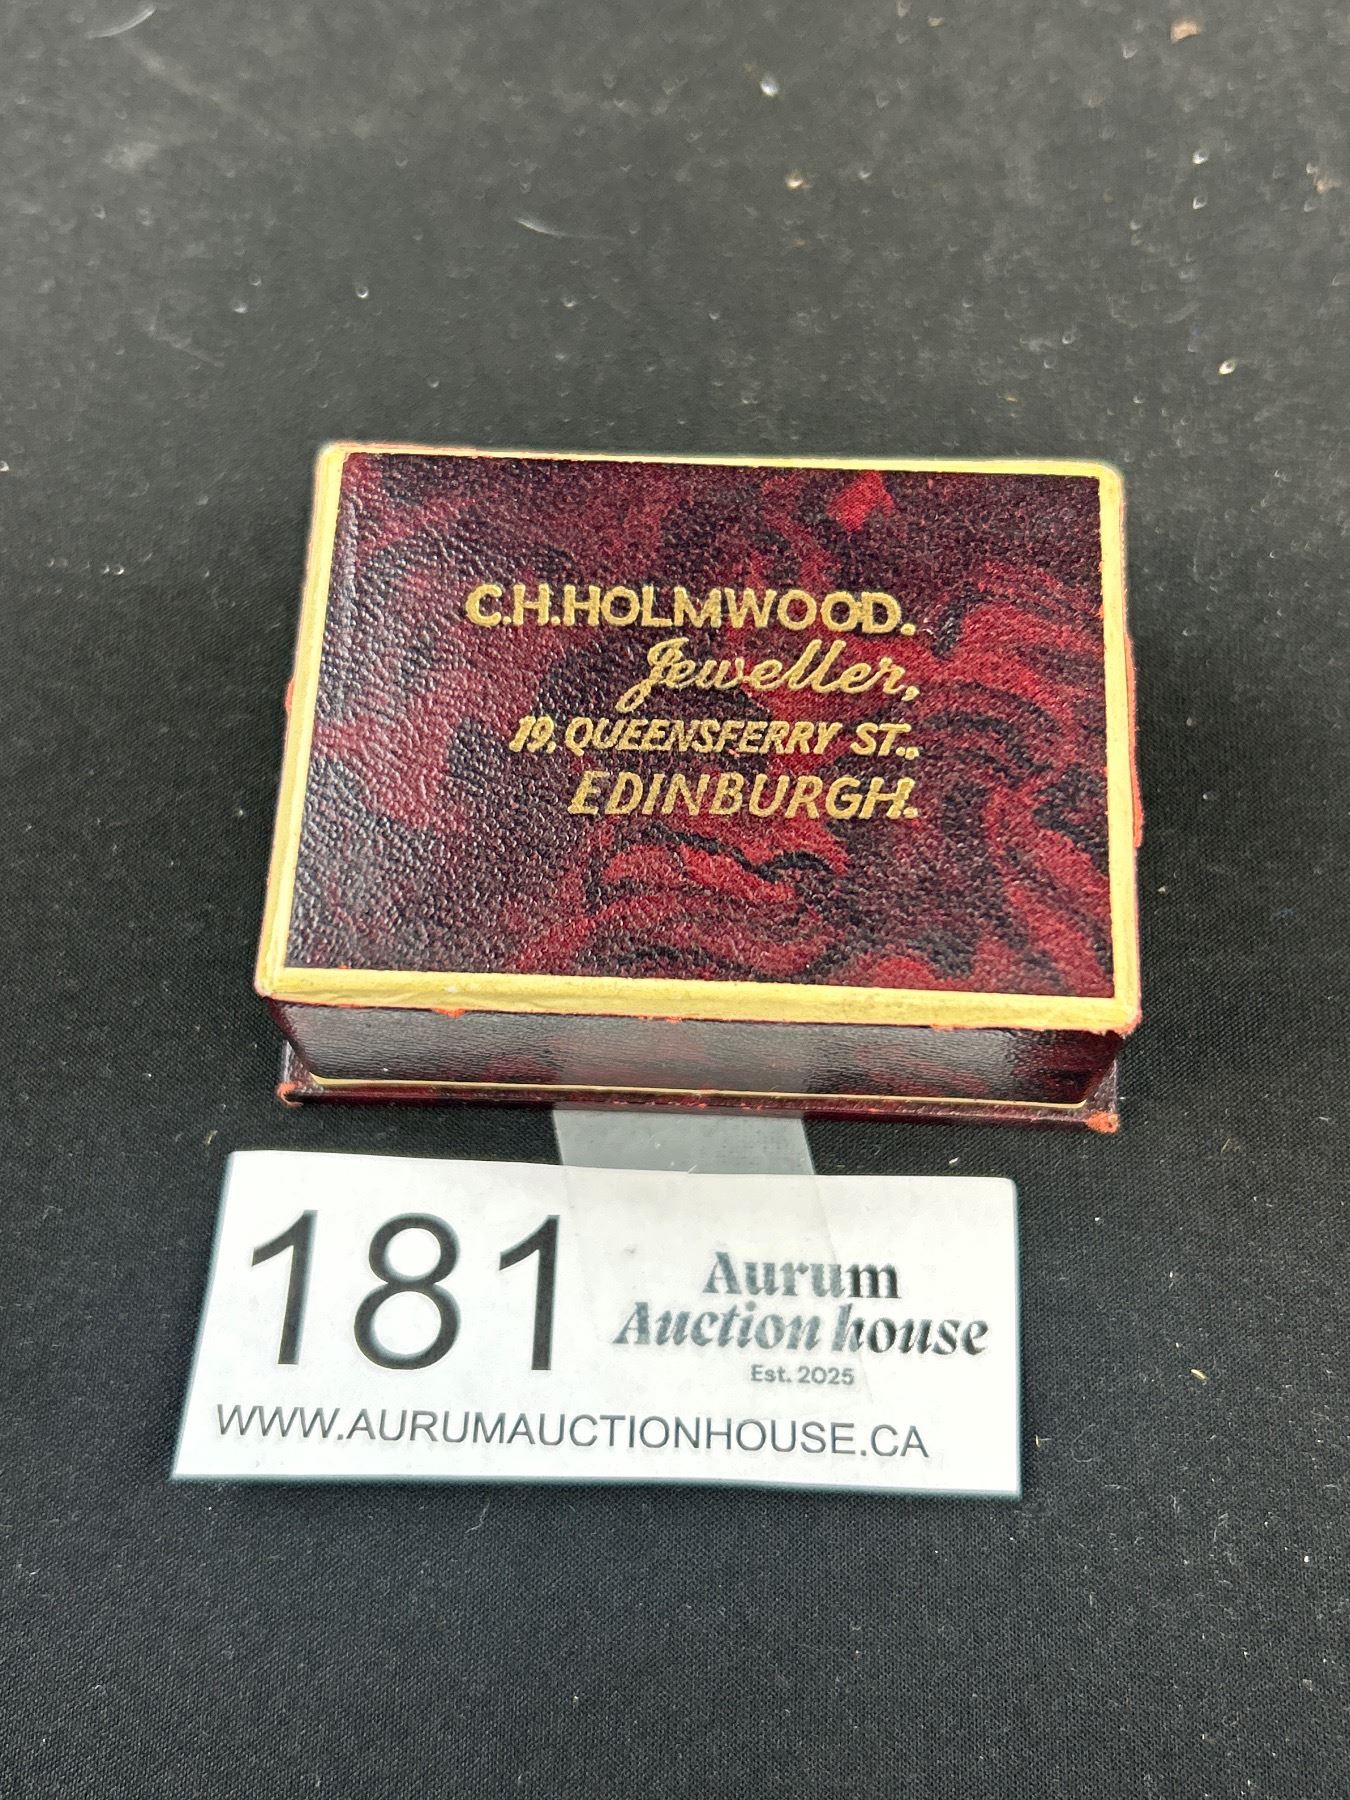 C.H.HOLMWOOD.
Jeweller,
19, QUEENSFERRY ST.,
EDINBURGH.
181
Aurum
Auction house
Est. 2025
WWW.AURUMAUCTIONHOUSE.CA